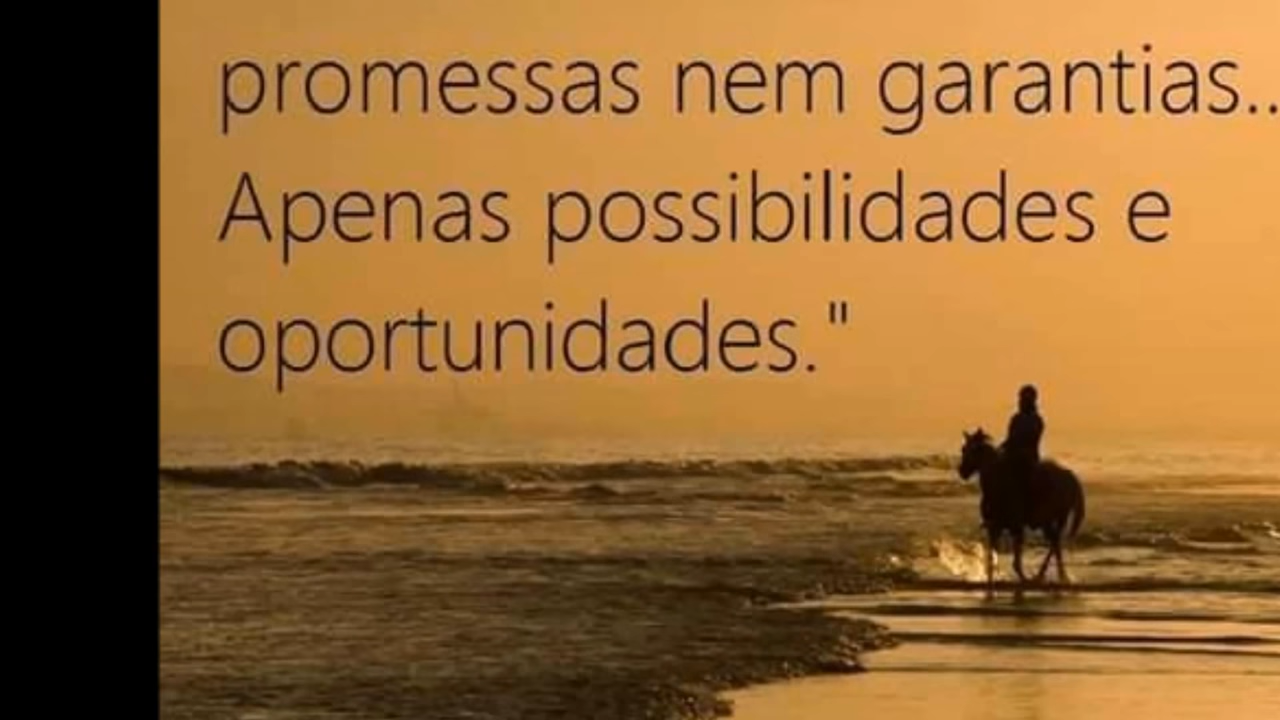 promessas nem garantias..
Apenas possibilidades e
oportunidades."